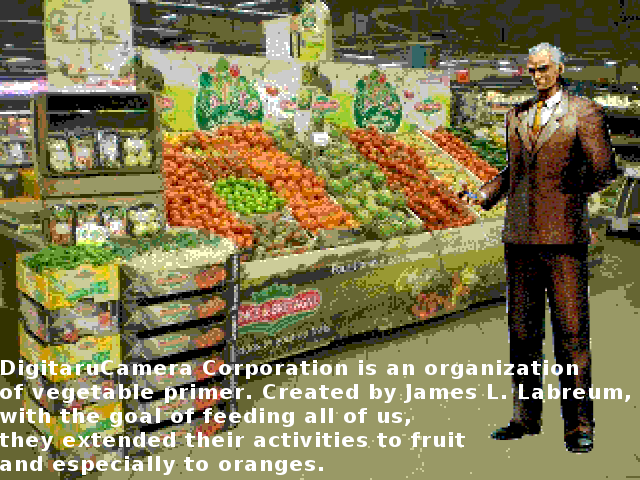 DigitaruCamera Corporation is an organization
of vegetable primer. Created by James L. Labreum,
with the goal of feeding all of us,
they extended their activities to fruit
and especially to oranges.